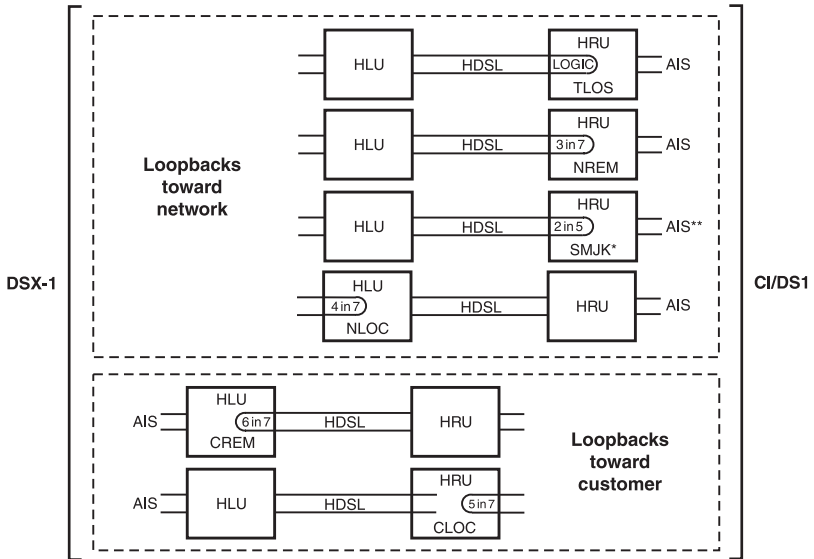 HLU
HDSL
HRU
LOGIC
TLOS
AIS
HLU
HDSL
HRU
3 in 7
NREM
AIS
Loopbacks
toward
network
HLU
HDSL
HRU
2 in 5
SMJK*
AIS**
HLU
4 in 7
NLOC
HDSL
HRU
AIS
DSX-1
CI/DS1
AIS
HLU
6 in 7
CREM
HDSL
HRU
Loopbacks
toward
customer
AIS
HLU
HDSL
HRU
5 in 7
CLOC